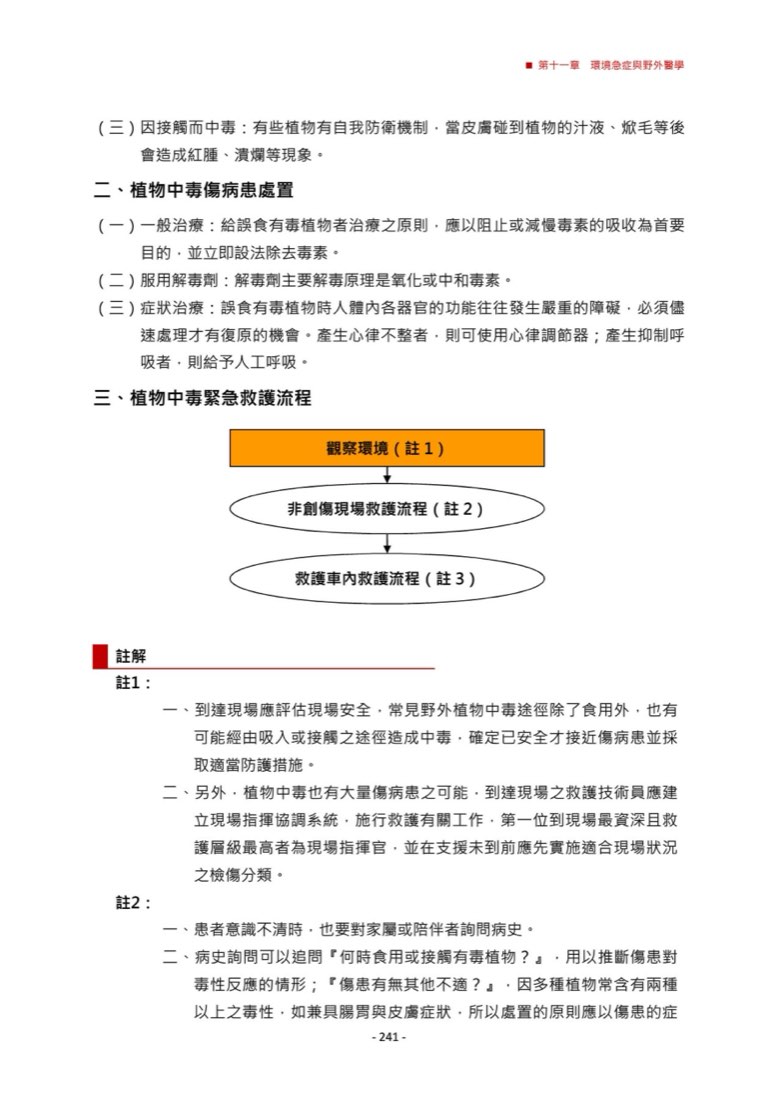 ■ 第十一章　環境急症與野外醫學
（三）因接觸而中毒：有些植物有自我防衛機制，當皮膚碰到植物的汁液、焮毛等後
會造成紅腫、潰爛等現象。
二、植物中毒傷病患處置
（一）一般治療：給誤食有毒植物者治療之原則，應以阻止或減慢毒素的吸收為首要
目的，並立即設法除去毒素。
（二）服用解毒劑：解毒劑主要解毒原理是氧化或中和毒素。
（三）症狀治療：誤食有毒植物時人體內各器官的功能往往發生嚴重的障礙，必須儘
速處理才有復原的機會。產生心律不整者，則可使用心律調節器；產生抑制呼
吸者，則給予人工呼吸。
三、植物中毒緊急救護流程
觀察環境（註 1）
非創傷現場救護流程（註 2）
救護車內救護流程（註 3）
註解
註1：
一、到達現場應評估現場安全，常見野外植物中毒途徑除了食用外，也有
可能經由吸入或接觸之途徑造成中毒，確定已安全才接近傷病患並採
取適當防護措施。
二、另外，植物中毒也有大量傷病患之可能，到達現場之救護技術員應建
立現場指揮協調系統，施行救護有關工作，第一位到現場最資深且救
護層級最高者為現場指揮官，並在支援未到前應先實施適合現場狀況
之檢傷分類。
註2：
一、患者意識不清時，也要對家屬或陪伴者詢問病史。
二、病史詢問可以追問『何時食用或接觸有毒植物？』，用以推斷傷患對
毒性反應的情形；『傷患有無其他不適？』，因多種植物常含有兩種
以上之毒性，如兼具腸胃與皮膚症狀，所以處置的原則應以傷患的症
- 241 -